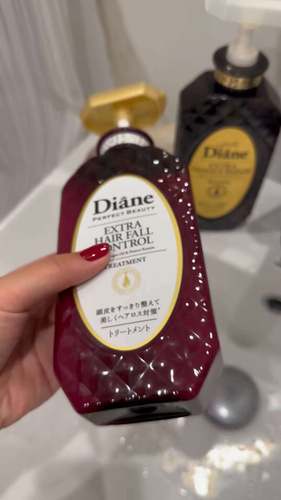 Diane
PERFECT BEAUTY
EXTRA
HAIR FALL
CONTROL
TREATMENT
頭皮をすっきり整えて
美しくヘアロス対策*
トリートメント
Diane
EXTRA